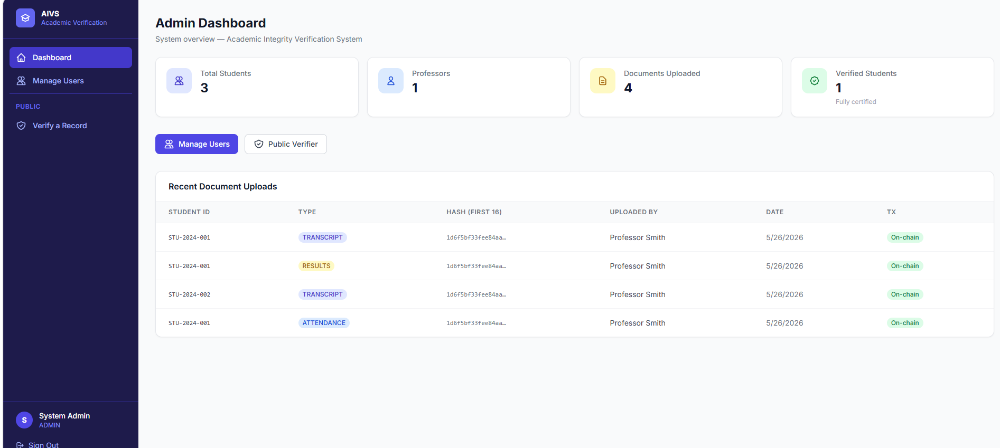 AIVS
Academic Verification
Dashboard
Manage Users
PUBLIC
Verify a Record
System Admin
S
ADMIN
Sign Out
Admin Dashboard
System overview — Academic Integrity Verification System
Total Students
3
Professors
1
Documents Uploaded
4
Verified Students
1
Fully certified
Manage Users
Public Verifier
Recent Document Uploads
STUDENT ID TYPE HASH (FIRST 16) UPLOADED BY DATE TX
STU-2024-001 TRANSCRIPT 1d6f5bf33fee84aa… Professor Smith 5/26/2026 On-chain
STU-2024-001 RESULTS 1d6f5bf33fee84aa… Professor Smith 5/26/2026 On-chain
STU-2024-002 TRANSCRIPT 1d6f5bf33fee84aa… Professor Smith 5/26/2026 On-chain
STU-2024-001 ATTENDANCE 1d6f5bf33fee84aa… Professor Smith 5/26/2026 On-chain